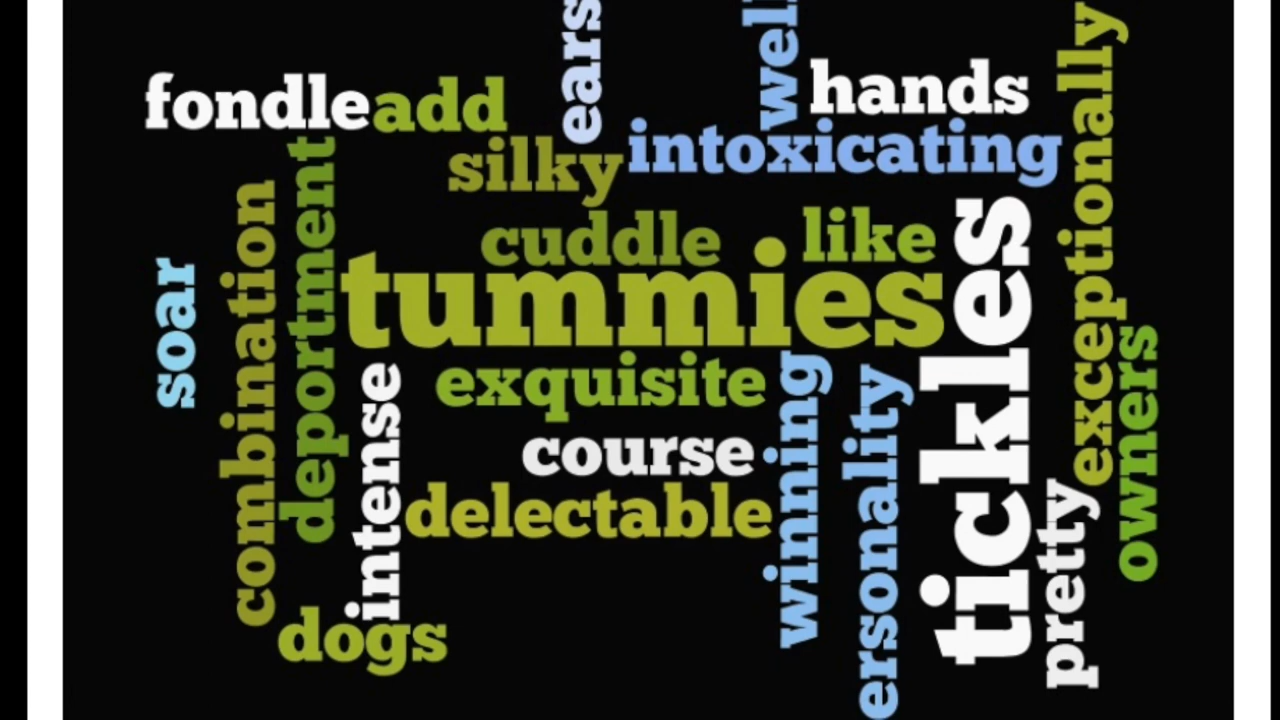 ears
well
hands
exceptionally
fondle
add
silky
intoxicating
cuddle
like
tummies
tickles
soar
combination
deportment
intense
exquisite
course
delectable
winning
ersonality
pretty
owners
dogs